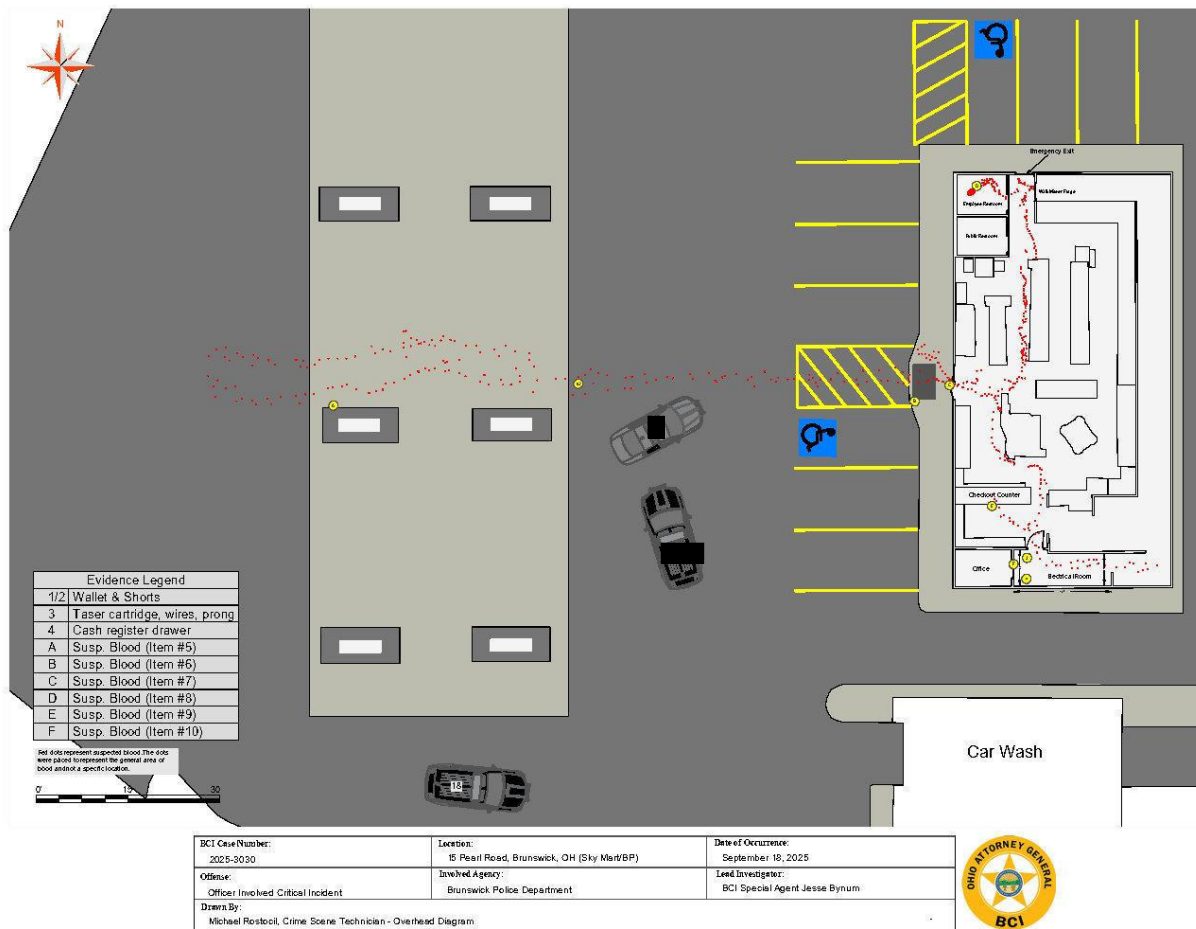 N
Emergency Exit
Employee Restroom
Walk-In Beer Fridge
Public Restroom
Checkout Counter
Office
Electrical Room
Car Wash
18
Evidence Legend
1/2 Wallet & Shorts
3 Taser cartridge, wires, prong
4 Cash register drawer
A Susp. Blood (Item #5)
B Susp. Blood (Item #6)
C Susp. Blood (Item #7)
D Susp. Blood (Item #8)
E Susp. Blood (Item #9)
F Susp. Blood (Item #10)
Red dots represent suspected blood. The dots
were placed to represent the general area of
blood and not a specific location.
0' 15 30
BCI Case Number:
2025-3030
Location:
15 Pearl Road, Brunswick, OH (Sky Mart/BP)
Date of Occurrence:
September 18, 2025
Offense:
Officer Involved Critical Incident
Involved Agency:
Brunswick Police Department
Lead Investigator:
BCI Special Agent Jesse Bynum
Drawn By:
Michael Rostocil, Crime Scene Technician - Overhead Diagram
OHIO ATTORNEY GENERAL
BCI